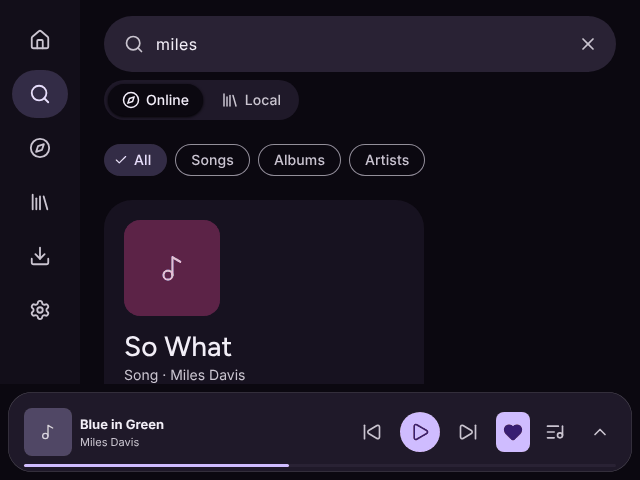 miles
Online Local
All Songs Albums Artists
So What
Song · Miles Davis
Blue in Green
Miles Davis